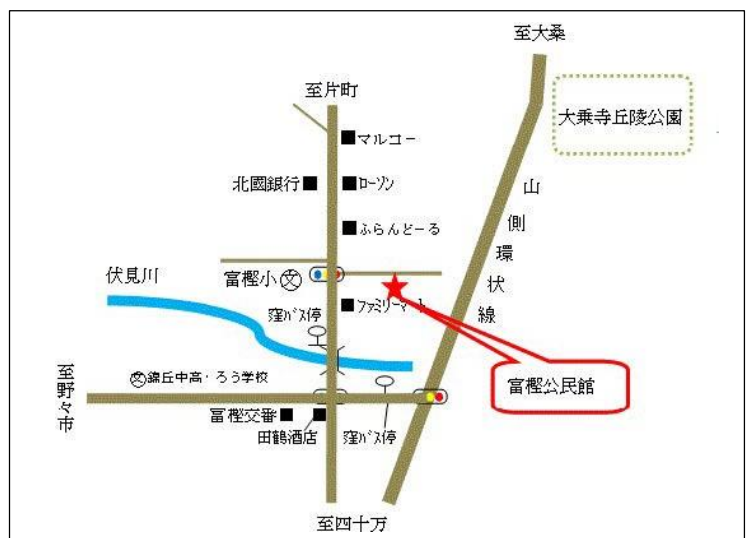 至大桑
至片町
大乗寺丘陵公園
マルコー
北國銀行
ローソン
山側環状線
ふらんどーる
伏見川
富樫小
文
ファミリーマート
窪バス停
富樫公民館
至野々市
文
錦丘中高・ろう学校
富樫交番
田鶴酒店
窪バス停
至四十万